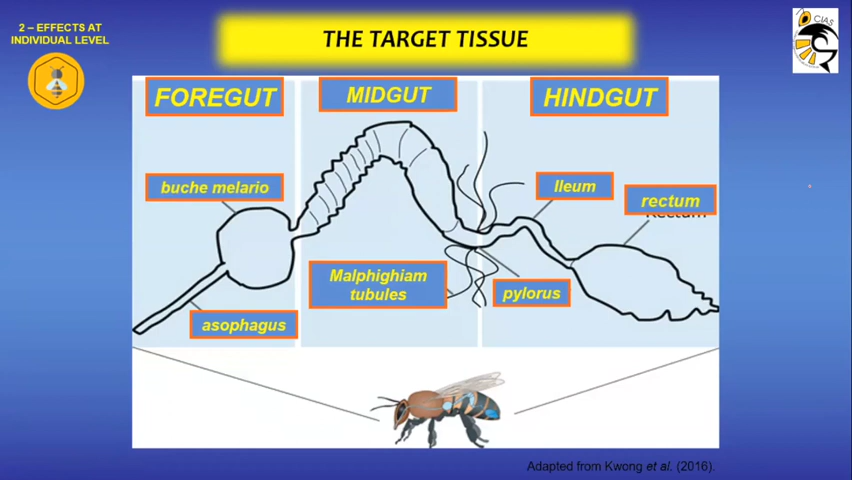 2 – EFFECTS AT
INDIVIDUAL LEVEL
THE TARGET TISSUE
CIAS
FOREGUT
MIDGUT
HINDGUT
buche melario
Ileum
rectum
Rectum
Malphighiam
tubules
pylorus
asophagus
Adapted from Kwong et al. (2016).